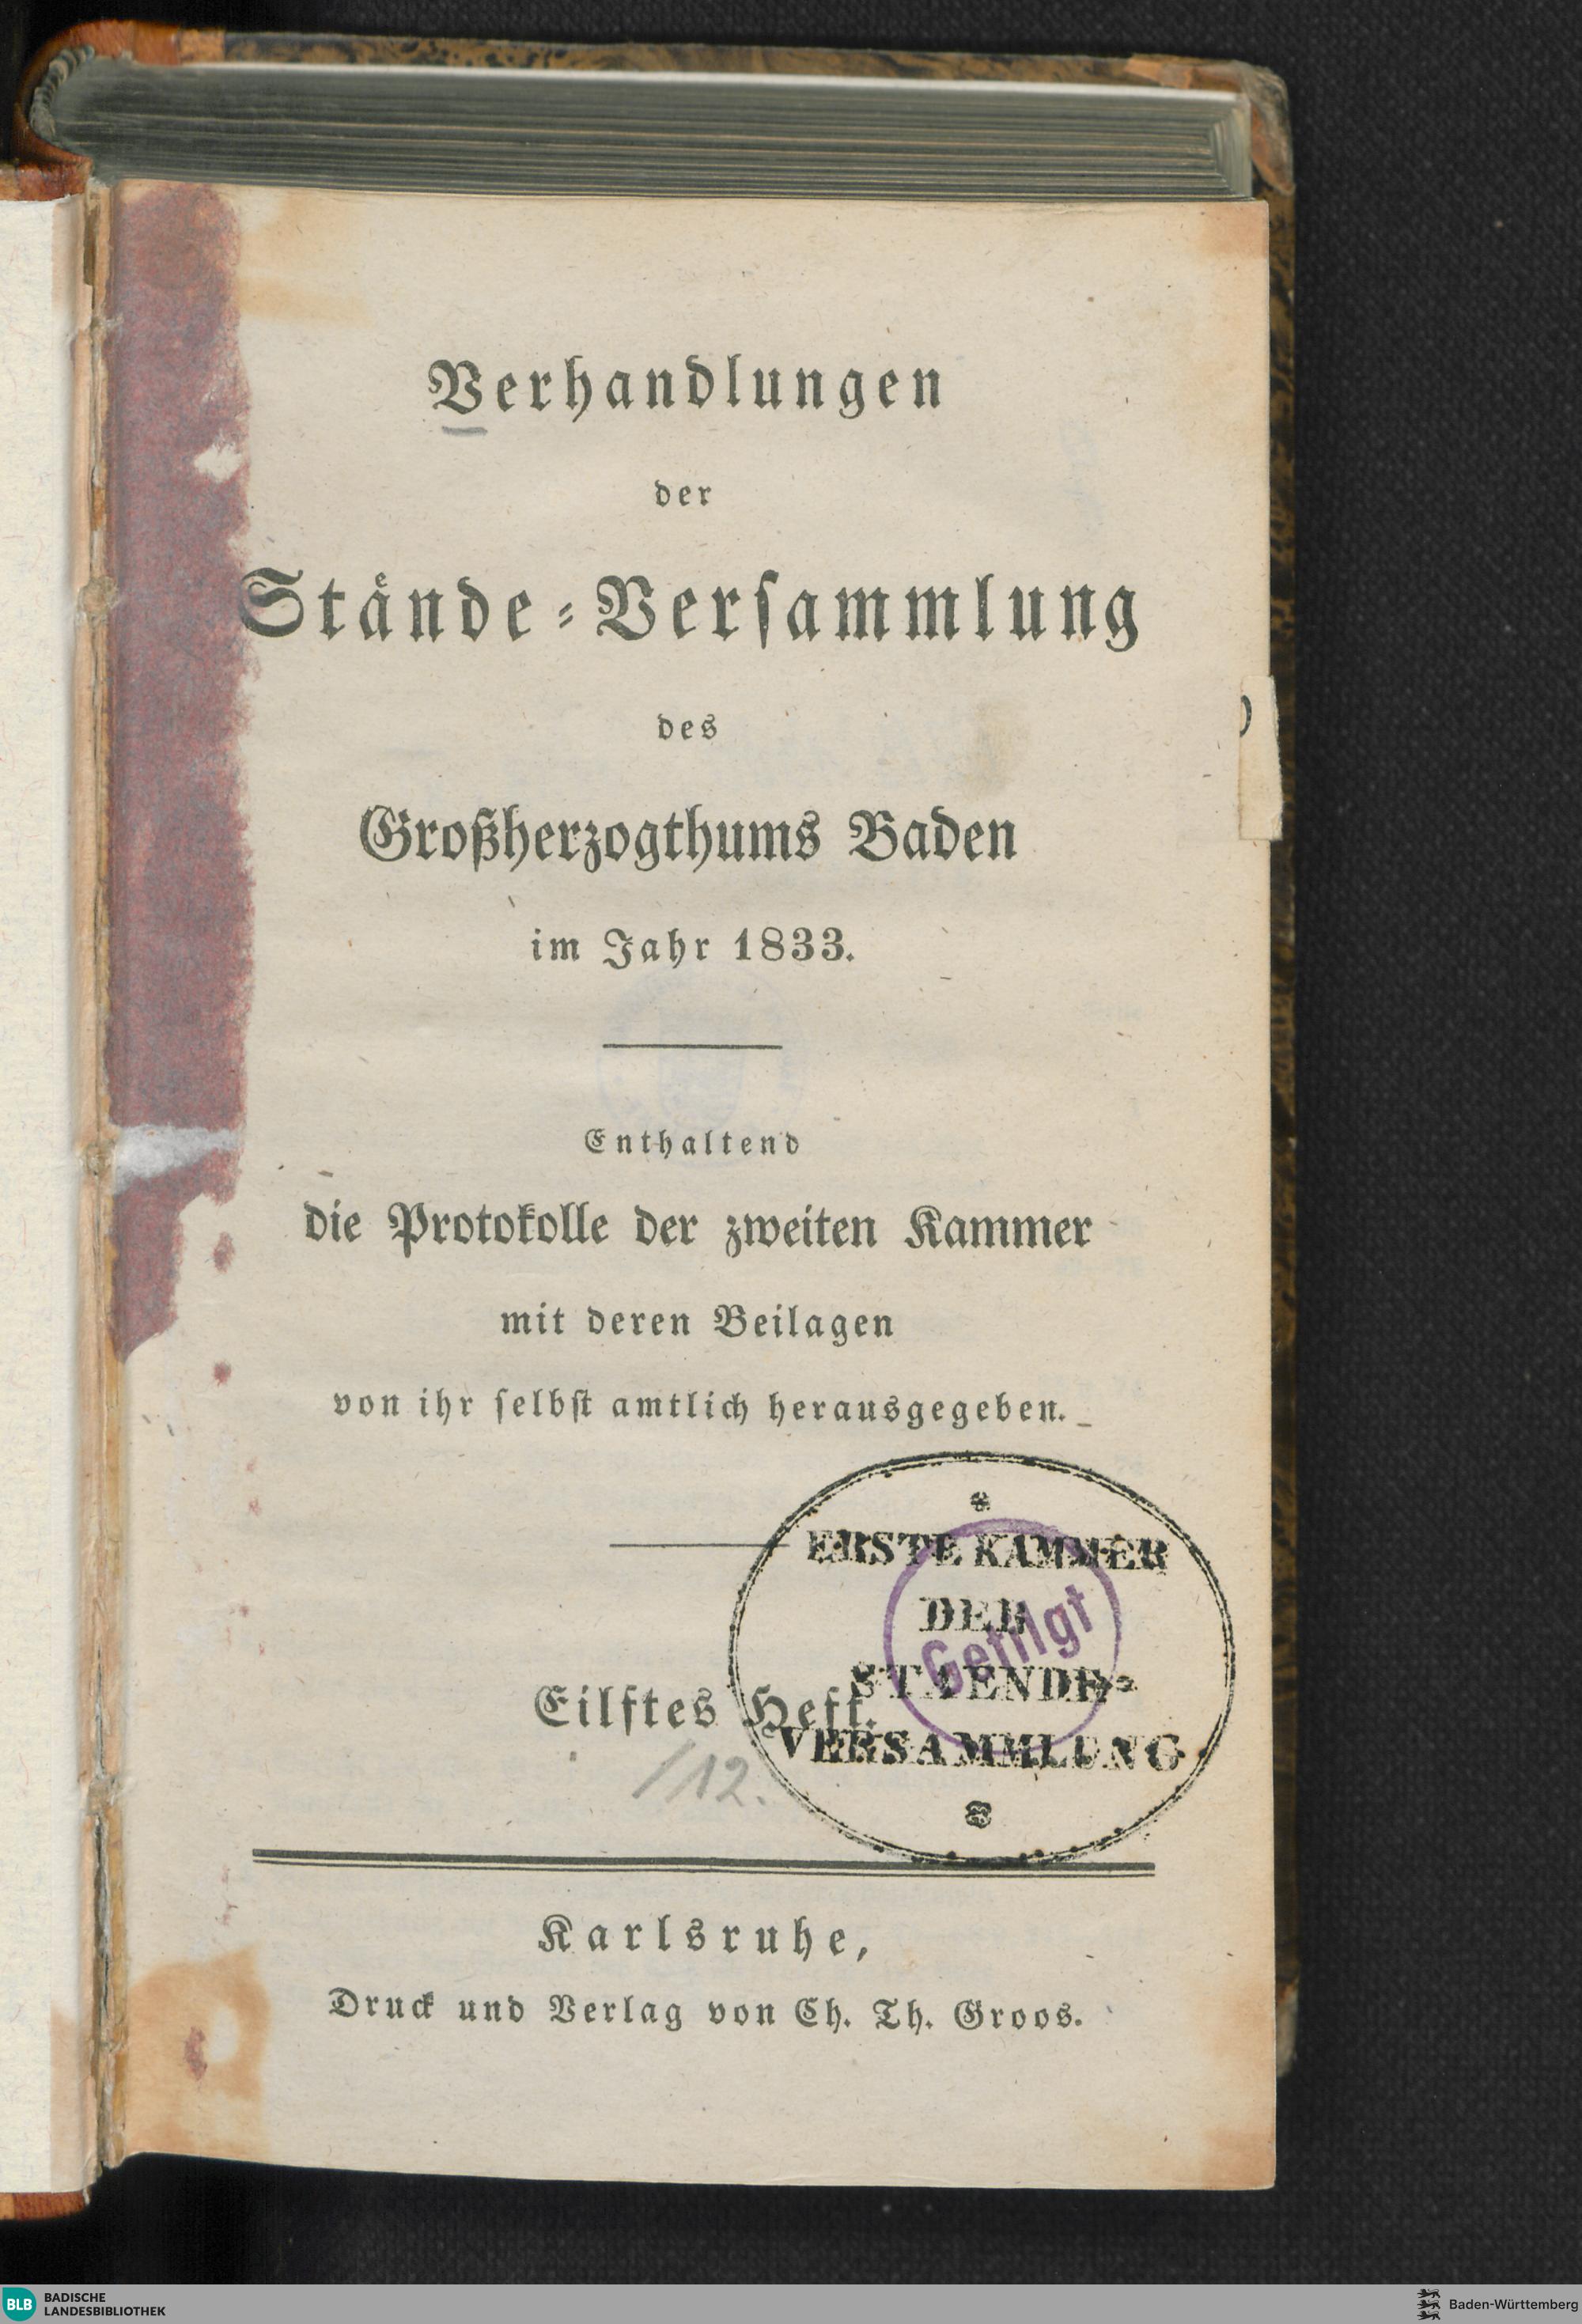 Verhandlungen
der
Stände-Versammlung
des
Großherzogthums Baden
im Jahr 1833.
Enthaltend
die Protokolle der zweiten Kammer
mit deren Beilagen
von ihr selbst amtlich herausgegeben.
ERSTE KAMMER
DER
STAENDE-
VERSAMMLUNG
Getilgt
Eilftes Heft.
/12.
Karlsruhe,
Druck und Verlag von Ch. Th. Groos.
BLB BADISCHE
LANDESBIBLIOTHEK
Baden-Württemberg